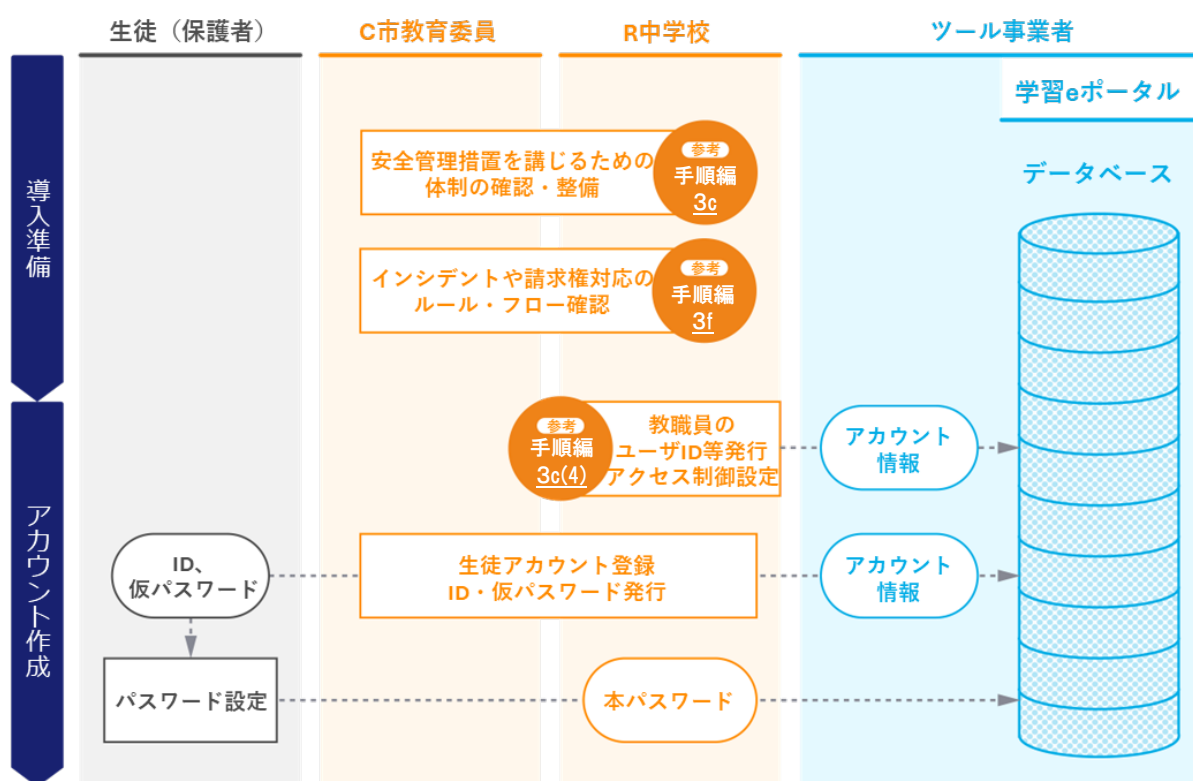 生徒（保護者）
C市教育委員
R中学校
ツール事業者
学習eポータル
データベース
導入準備
安全管理措置を講じるための
体制の確認・整備
参考
手順編
3c
インシデントや請求権対応の
ルール・フロー確認
参考
手順編
3f
アカウント作成
参考
手順編
3c(4)
教職員の
ユーザID等発行
アクセス制御設定
アカウント
情報
ID、
仮パスワード
生徒アカウント登録
ID・仮パスワード発行
アカウント
情報
パスワード設定
本パスワード